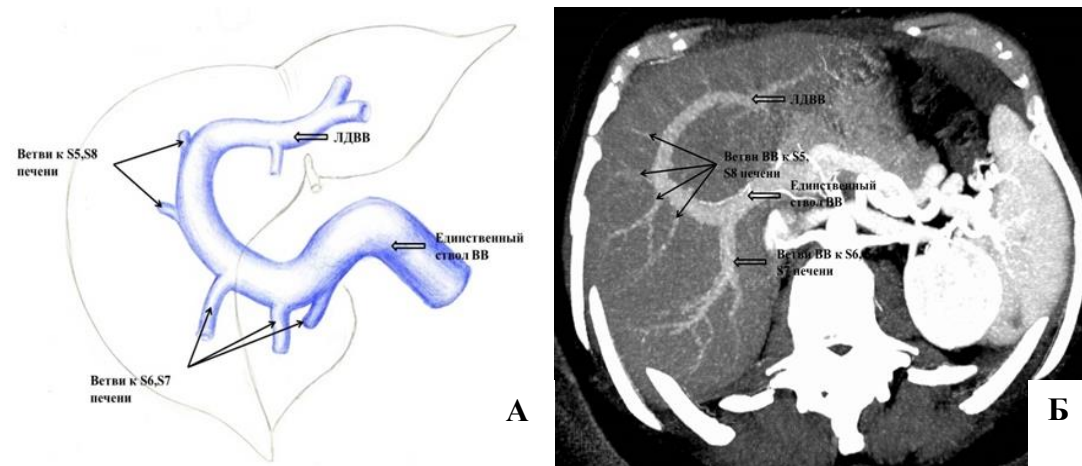 ЛДВВ
Ветви к S5,S8
печени
Единственный
ствол ВВ
Ветви к S6,S7
печени
А
ЛДВВ
Ветви ВВ к S5,
S8 печени
Единственный
ствол ВВ
Ветви ВВ к S6,
S7 печени
Б